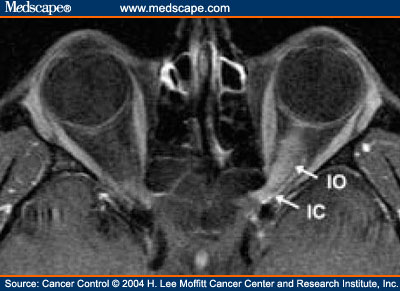 Medscape® www.medscape.com
IO
IC
Source: Cancer Control © 2004 H. Lee Moffitt Cancer Center and Research Institute, Inc.